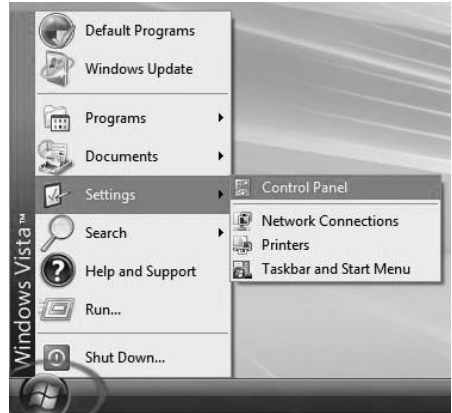 Default Programs
Windows Update
Programs
Documents
Settings
Search
Help and Support
Run...
Shut Down...
Control Panel
Network Connections
Printers
Taskbar and Start Menu
Windows Vista™